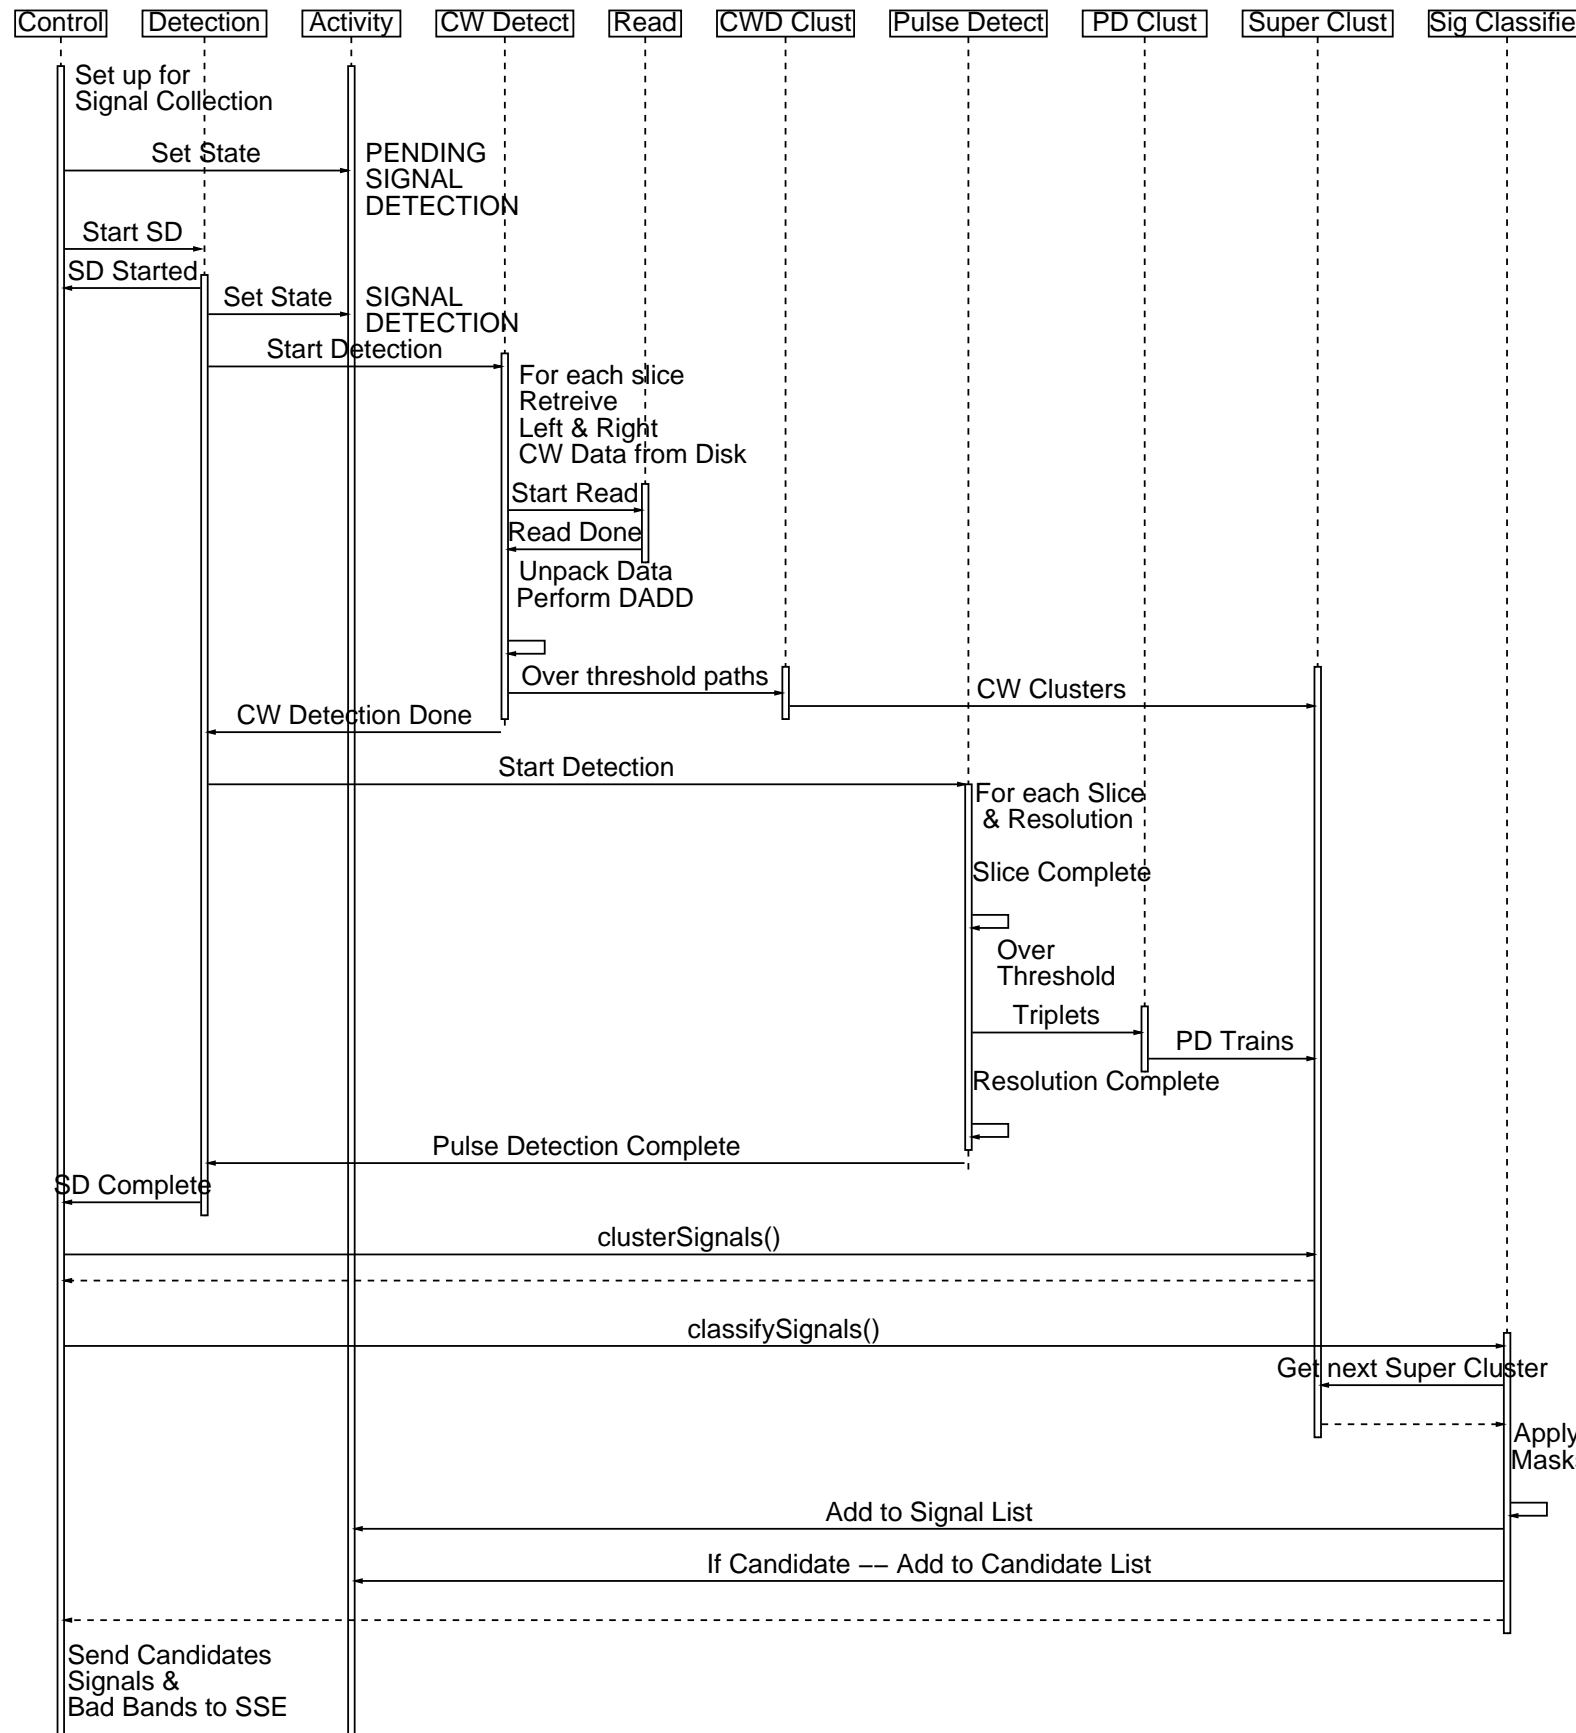 Control Detection Activity CW Detect Read CWD Clust Pulse Detect PD Clust Super Clust Sig Classifie
Set up for
Signal Collection
Set State
PENDING
SIGNAL
DETECTION
Start SD
SD Started
Set State
SIGNAL
DETECTION
Start Detection
For each slice
Retreive
Left & Right
CW Data from Disk
Start Read
Read Done
Unpack Data
Perform DADD
Over threshold paths
CW Clusters
CW Detection Done
Start Detection
For each Slice
& Resolution
Slice Complete
Over
Threshold
Triplets
PD Trains
Resolution Complete
Pulse Detection Complete
SD Complete
clusterSignals()
classifySignals()
Get next Super Cluster
Apply
Mask
Add to Signal List
If Candidate −− Add to Candidate List
Send Candidates
Signals &
Bad Bands to SSE